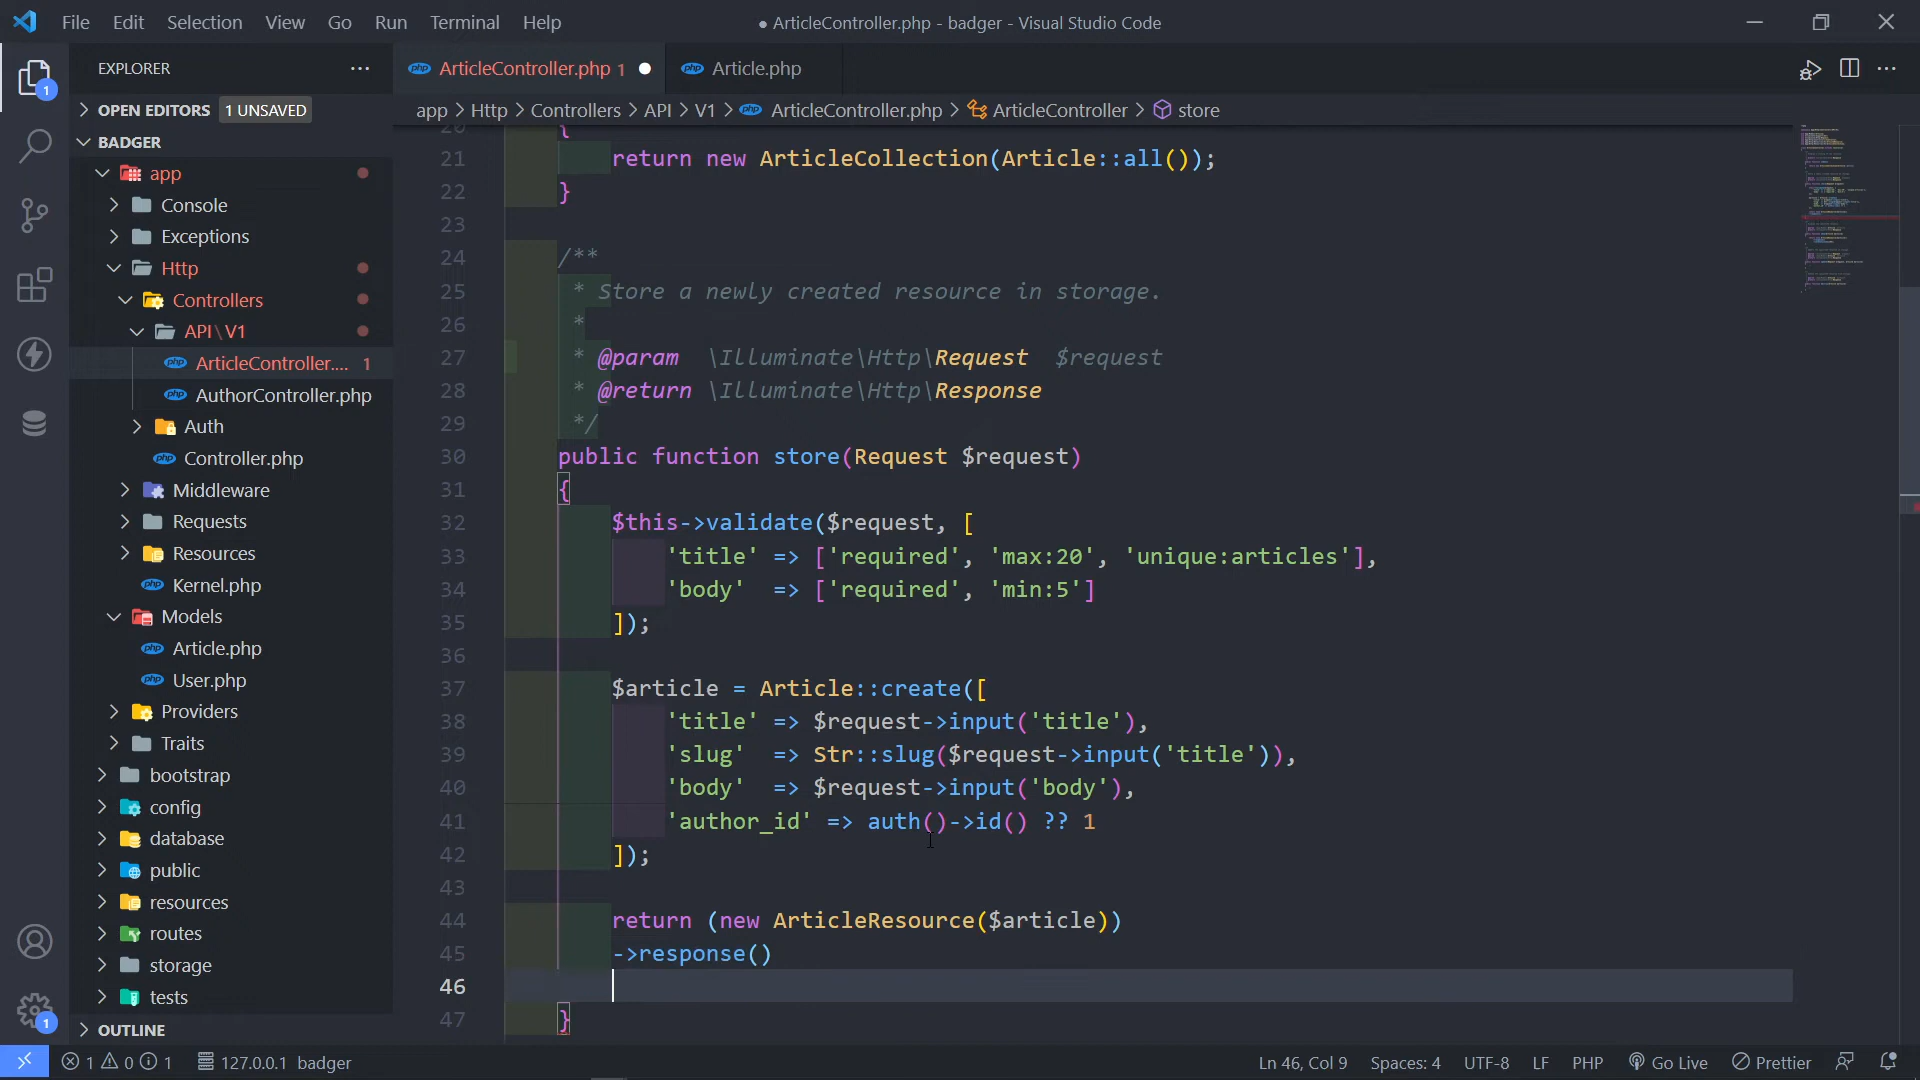 File Edit Selection View Go Run Terminal Help
● ArticleController.php - badger - Visual Studio Code
EXPLORER
ArticleController.php 1
Article.php
OPEN EDITORS 1 UNSAVED
app > Http > Controllers > API > V1 > ArticleController.php > ArticleController > store
BADGER
app
Console
Exceptions
Http
Controllers
API\V1
ArticleController.... 1
AuthorController.php
Auth
Controller.php
Middleware
Requests
Resources
Kernel.php
Models
Article.php
User.php
Providers
Traits
bootstrap
config
database
public
resources
routes
storage
tests
OUTLINE
20 {
21 return new ArticleCollection(Article::all());
22 }
23
24 /**
25 * Store a newly created resource in storage.
26 *
27 * @param \Illuminate\Http\Request $request
28 * @return \Illuminate\Http\Response
29 */
30 public function store(Request $request)
31 {
32 $this->validate($request, [
33 'title' => ['required', 'max:20', 'unique:articles'],
34 'body' => ['required', 'min:5']
35 ]);
36
37 $article = Article::create([
38 'title' => $request->input('title'),
39 'slug' => Str::slug($request->input('title')),
40 'body' => $request->input('body'),
41 'author_id' => auth()->id() ?? 1
42 ]);
43
44 return (new ArticleResource($article))
45 ->response()
46
47 }
1
1
1 0 1 127.0.0.1 badger
Ln 46, Col 9 Spaces: 4 UTF-8 LF PHP Go Live Prettier